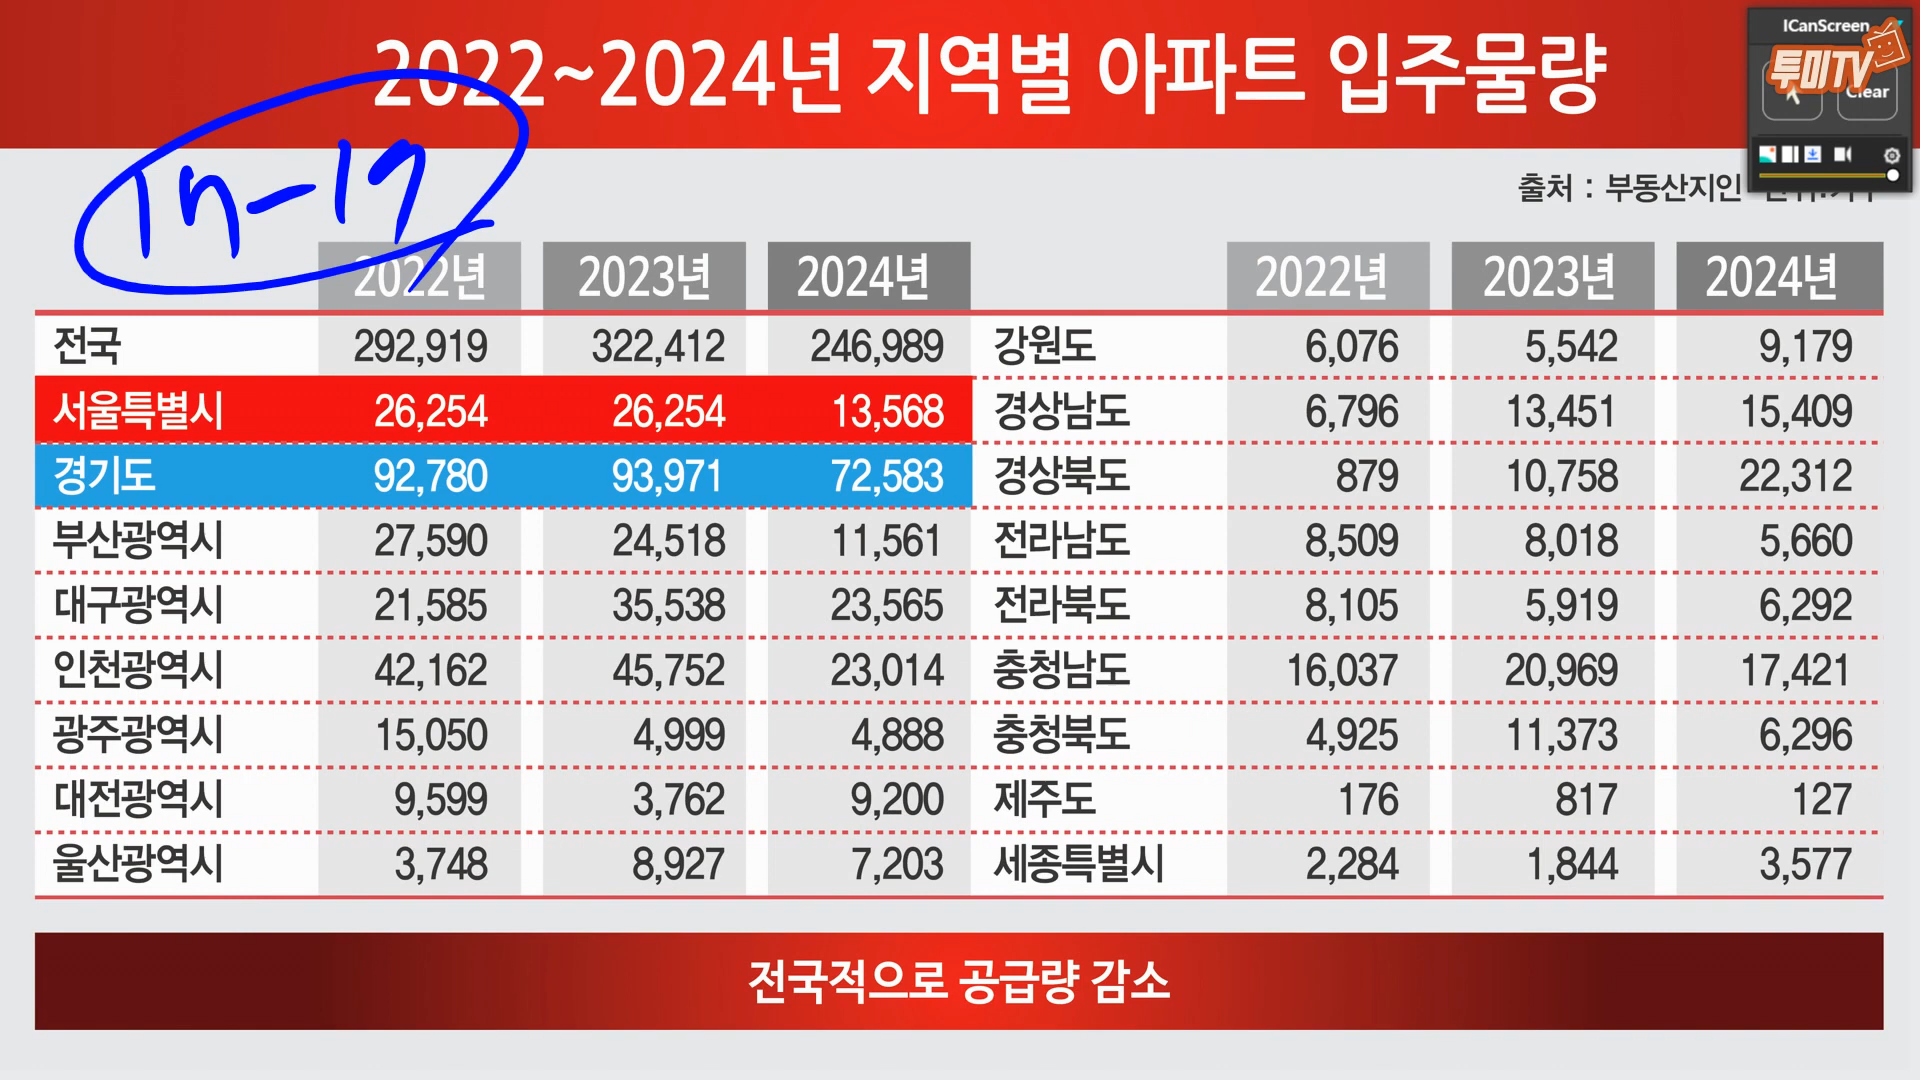 2022~2024년 지역별 아파트 입주물량
ICanScreen
투미TV
Clear
17-19
출처 : 부동산지인
2022년 2023년 2024년 2022년 2023년 2024년
전국 292,919 322,412 246,989 강원도 6,076 5,542 9,179
서울특별시 26,254 26,254 13,568 경상남도 6,796 13,451 15,409
경기도 92,780 93,971 72,583 경상북도 879 10,758 22,312
부산광역시 27,590 24,518 11,561 전라남도 8,509 8,018 5,660
대구광역시 21,585 35,538 23,565 전라북도 8,105 5,919 6,292
인천광역시 42,162 45,752 23,014 충청남도 16,037 20,969 17,421
광주광역시 15,050 4,999 4,888 충청북도 4,925 11,373 6,296
대전광역시 9,599 3,762 9,200 제주도 176 817 127
울산광역시 3,748 8,927 7,203 세종특별시 2,284 1,844 3,577
전국적으로 공급량 감소